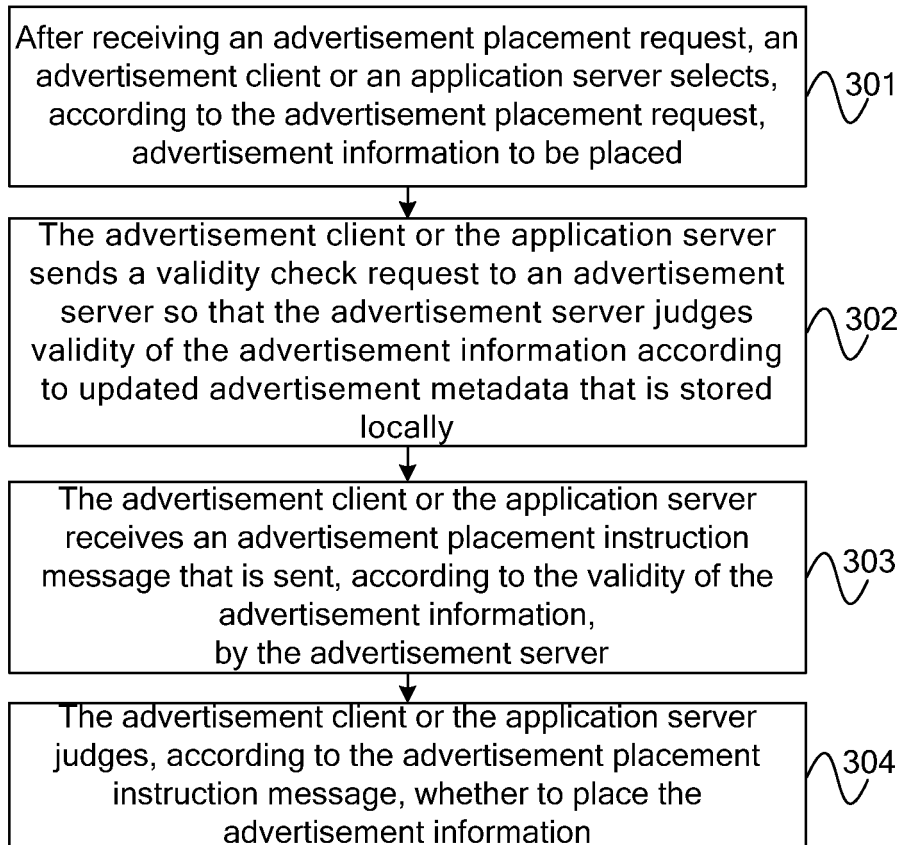 After receiving an advertisement placement request, an
advertisement client or an application server selects,
according to the advertisement placement request,
advertisement information to be placed
301
The advertisement client or the application server
sends a validity check request to an advertisement
server so that the advertisement server judges
validity of the advertisement information according
to updated advertisement metadata that is stored
locally
302
The advertisement client or the application server
receives an advertisement placement instruction
message that is sent, according to the validity of the
advertisement information,
by the advertisement server
303
The advertisement client or the application server
judges, according to the advertisement placement
instruction message, whether to place the
advertisement information
304